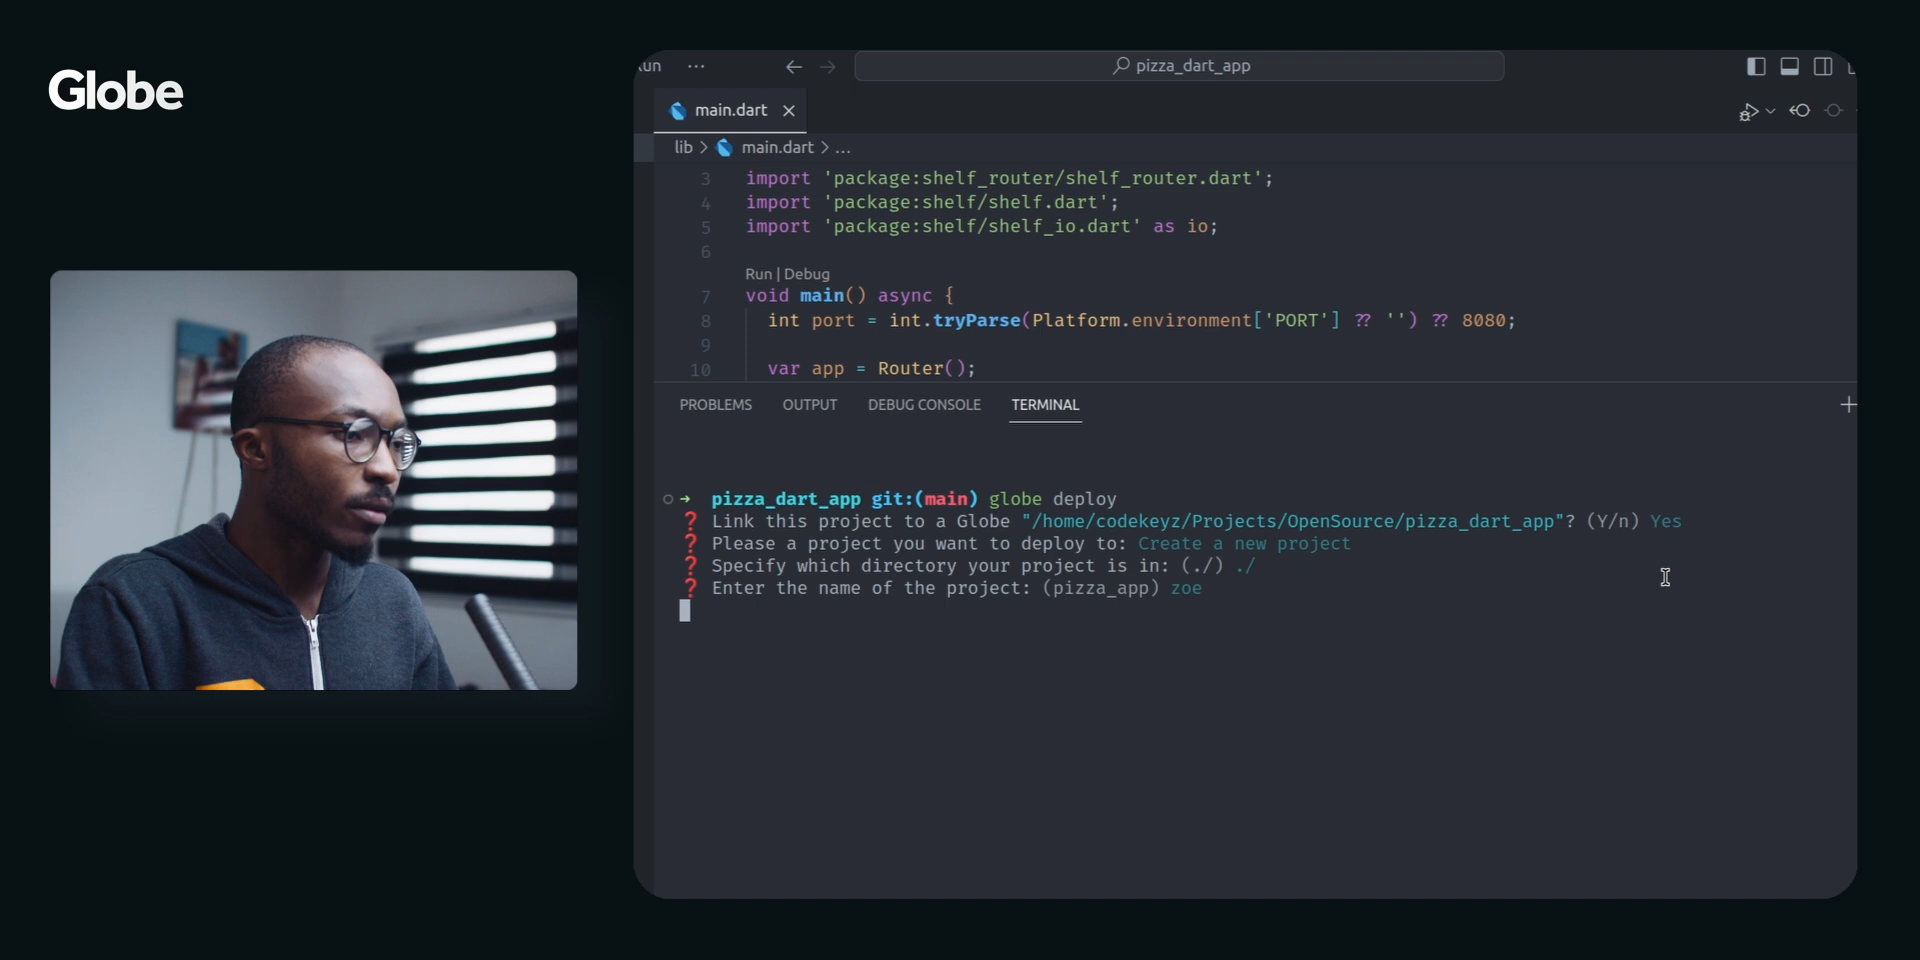 Globe
pizza_dart_app
main.dart
lib > main.dart > ...
3 import 'package:shelf_router/shelf_router.dart';
4 import 'package:shelf/shelf.dart';
5 import 'package:shelf/shelf_io.dart' as io;
6
Run | Debug
7 void main() async {
8 int port = int.tryParse(Platform.environment['PORT'] ?? '') ?? 8080;
9
10 var app = Router();
PROBLEMS OUTPUT DEBUG CONSOLE TERMINAL
→ pizza_dart_app git:(main) globe deploy
? Link this project to a Globe "/home/codekeyz/Projects/OpenSource/pizza_dart_app"? (Y/n) Yes
? Please a project you want to deploy to: Create a new project
? Specify which directory your project is in: (./) ./
? Enter the name of the project: (pizza_app) zoe